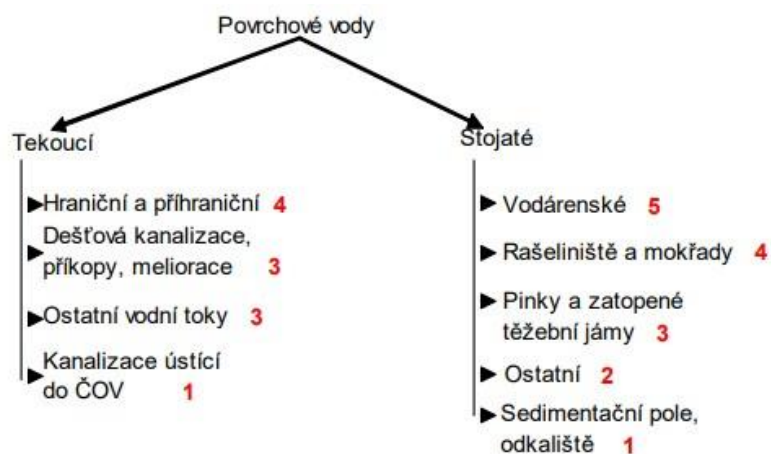 Povrchové vody
Tekoucí
Hraniční a příhraniční 4
Dešťová kanalizace,
příkopy, meliorace 3
Ostatní vodní toky 3
Kanalizace ústící
do ČOV 1
Stojaté
Vodárenské 5
Rašeliniště a mokřady 4
Pinky a zatopené
těžební jámy 3
Ostatní 2
Sedimentační pole,
odkaliště 1